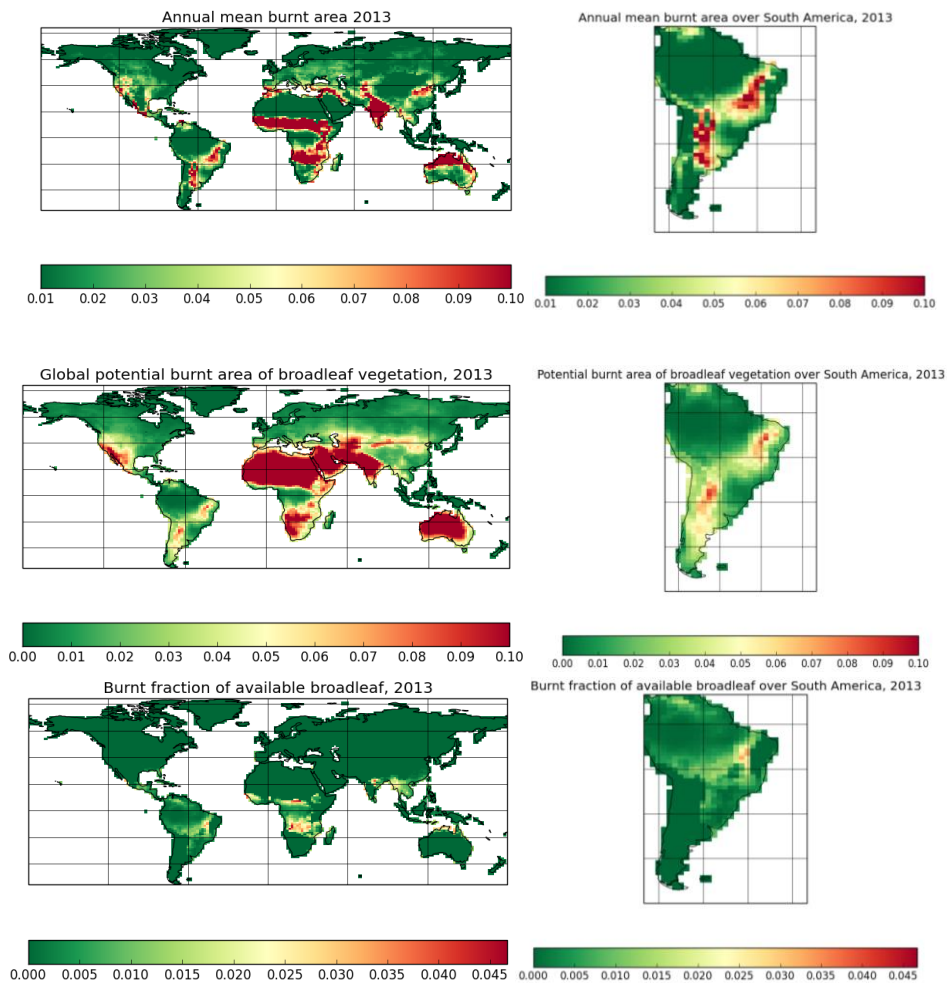 Annual mean burnt area 2013
Annual mean burnt area over South America, 2013
0.01 0.02 0.03 0.04 0.05 0.06 0.07 0.08 0.09 0.10
0.01 0.02 0.03 0.04 0.05 0.06 0.07 0.08 0.09 0.10
Global potential burnt area of broadleaf vegetation, 2013
Potential burnt area of broadleaf vegetation over South America, 2013
0.00 0.01 0.02 0.03 0.04 0.05 0.06 0.07 0.08 0.09 0.10
0.00 0.01 0.02 0.03 0.04 0.05 0.06 0.07 0.08 0.09 0.10
Burnt fraction of available broadleaf, 2013
Burnt fraction of available broadleaf over South America, 2013
0.000 0.005 0.010 0.015 0.020 0.025 0.030 0.035 0.040 0.045
0.000 0.005 0.010 0.015 0.020 0.025 0.030 0.035 0.040 0.045